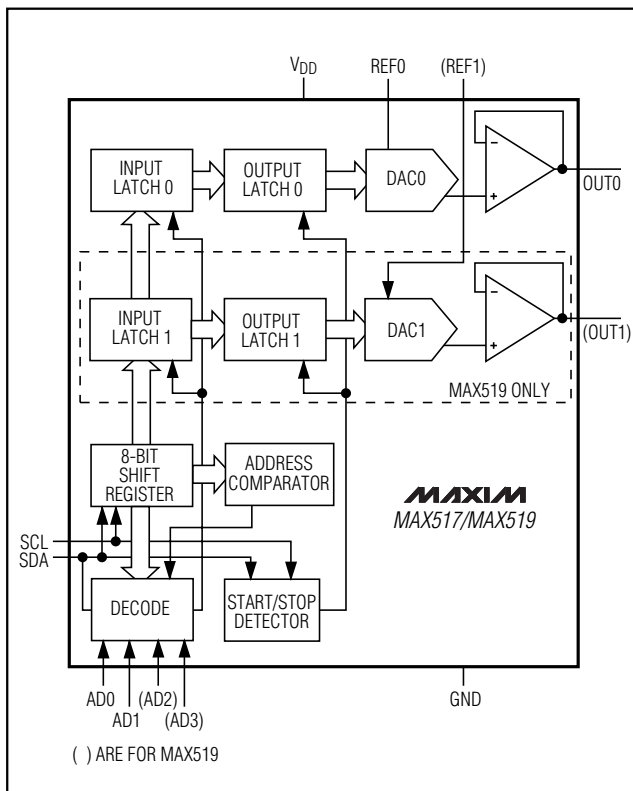 VDD
REF0
(REF1)
INPUT
LATCH 0
OUTPUT
LATCH 0
DAC0
−
+
OUT0
INPUT
LATCH 1
OUTPUT
LATCH 1
DAC1
−
+
(OUT1)
MAX519 ONLY
8-BIT
SHIFT
REGISTER
ADDRESS
COMPARATOR
MAXIM
MAX517/MAX519
SCL
SDA
DECODE
START/STOP
DETECTOR
AD0
AD1
(AD2)
(AD3)
GND
( ) ARE FOR MAX519